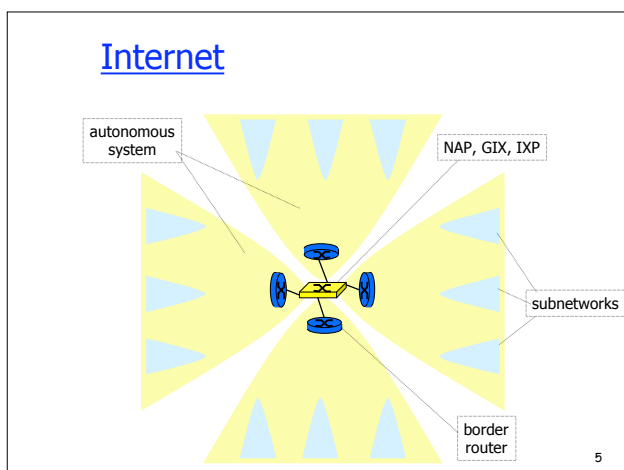 Internet
autonomous
system
NAP, GIX, IXP
subnetworks
border
router
5